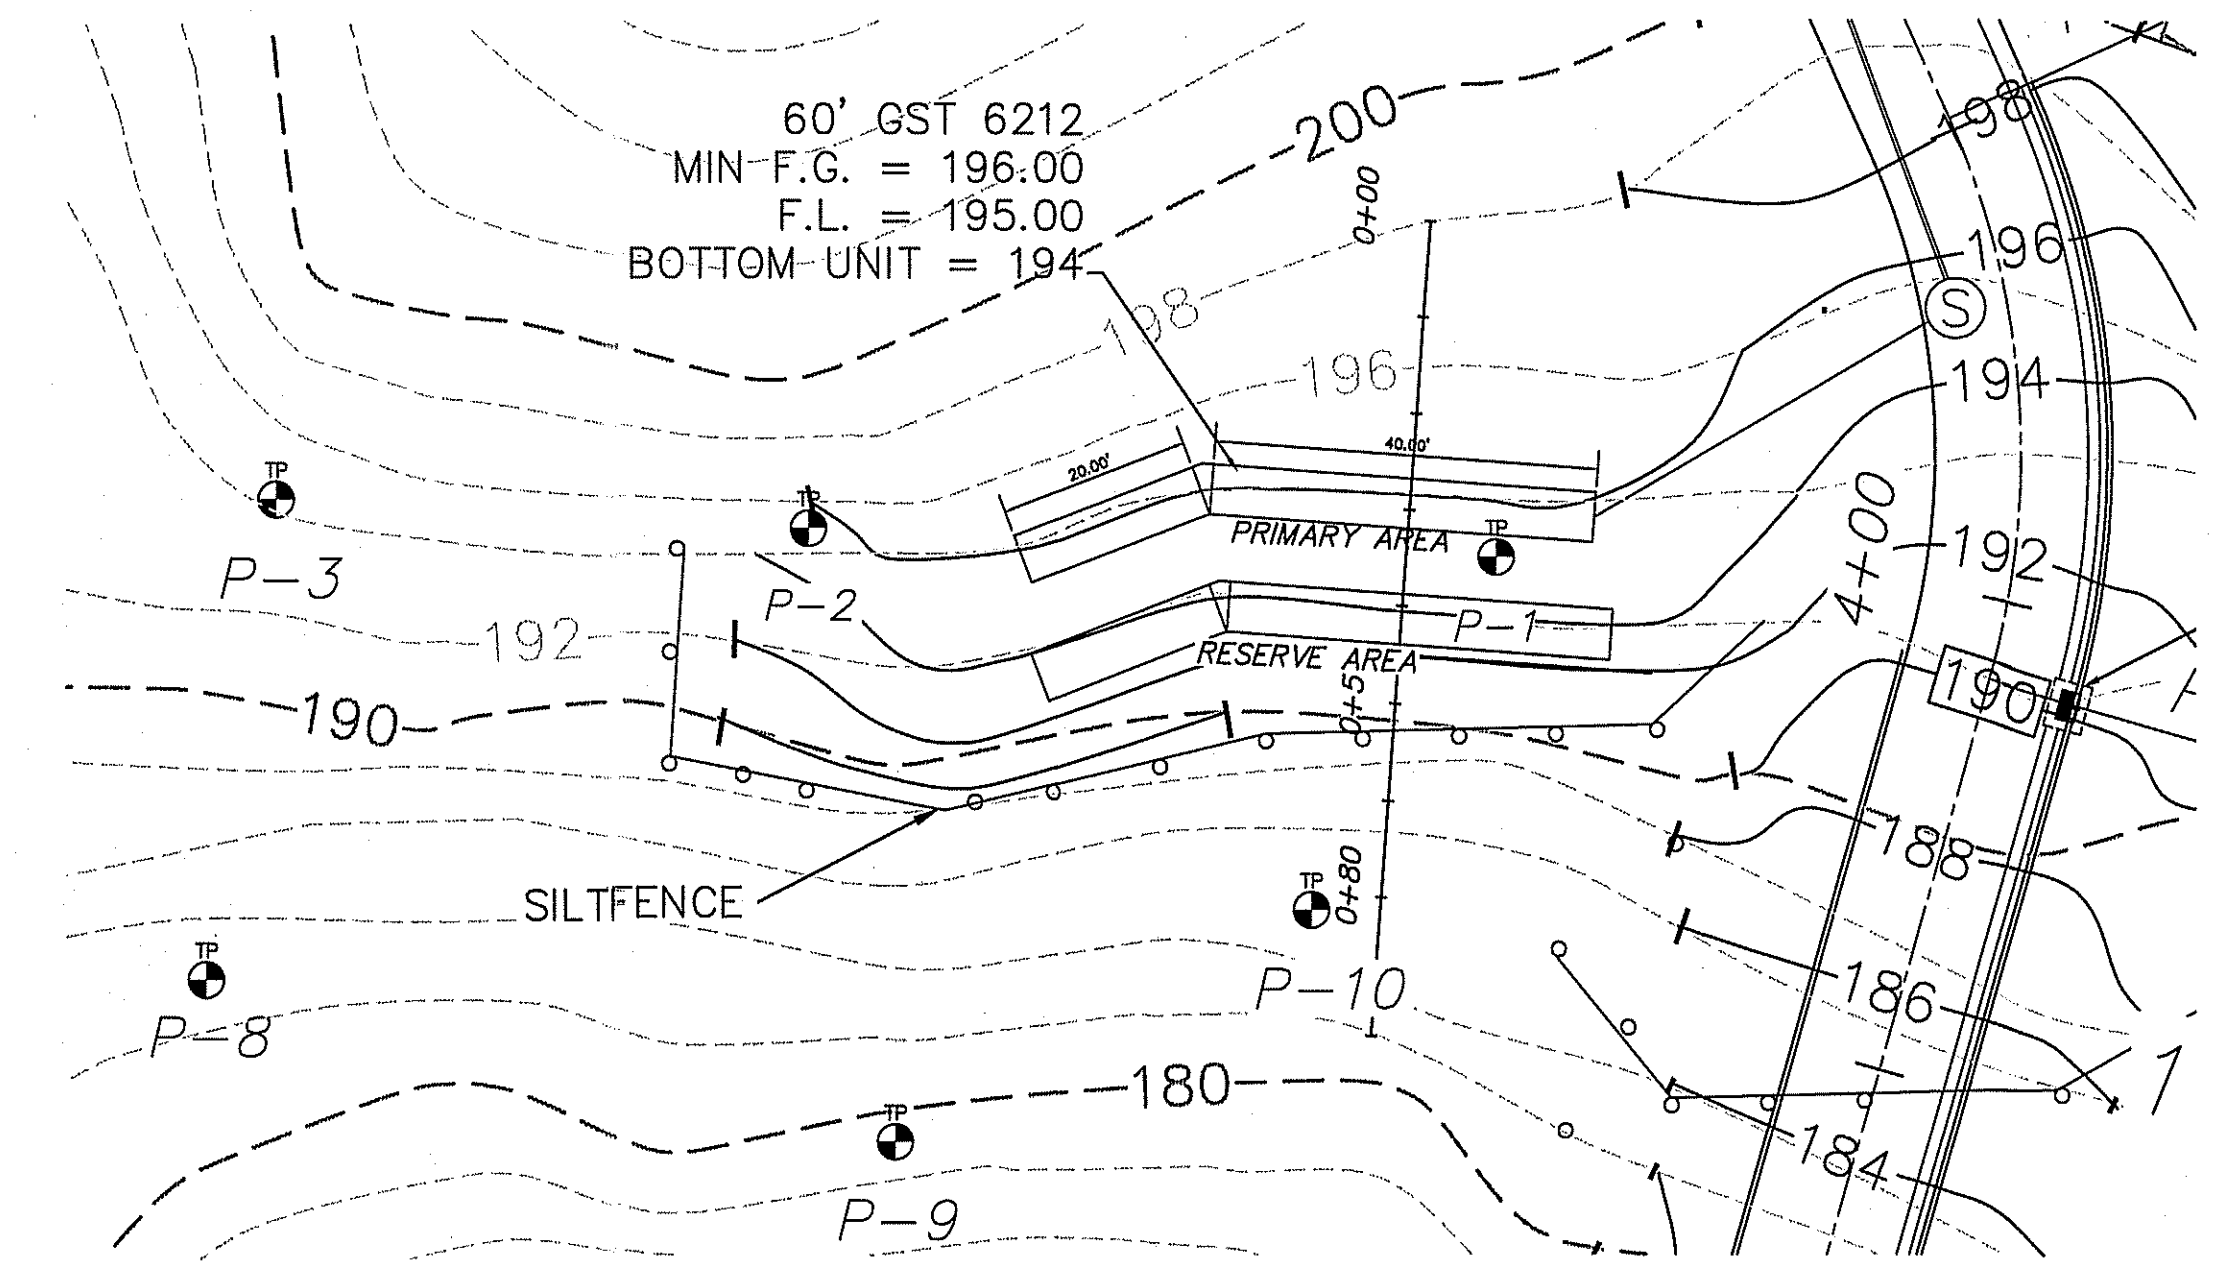 60' GST 6212
MIN F.G. = 196.00
F.L. = 195.00
BOTTOM UNIT = 194
200
198
0+00
196
198
196
194
40.00'
20.00'
TP
TP
TP
PRIMARY AREA
4+00
192
P-3
P-2
P-1
192
RESERVE AREA
190
190
0+5
188
SILTFENCE
TP
0+80
TP
P-10
186
P-8
180
1
TP
184
P-9